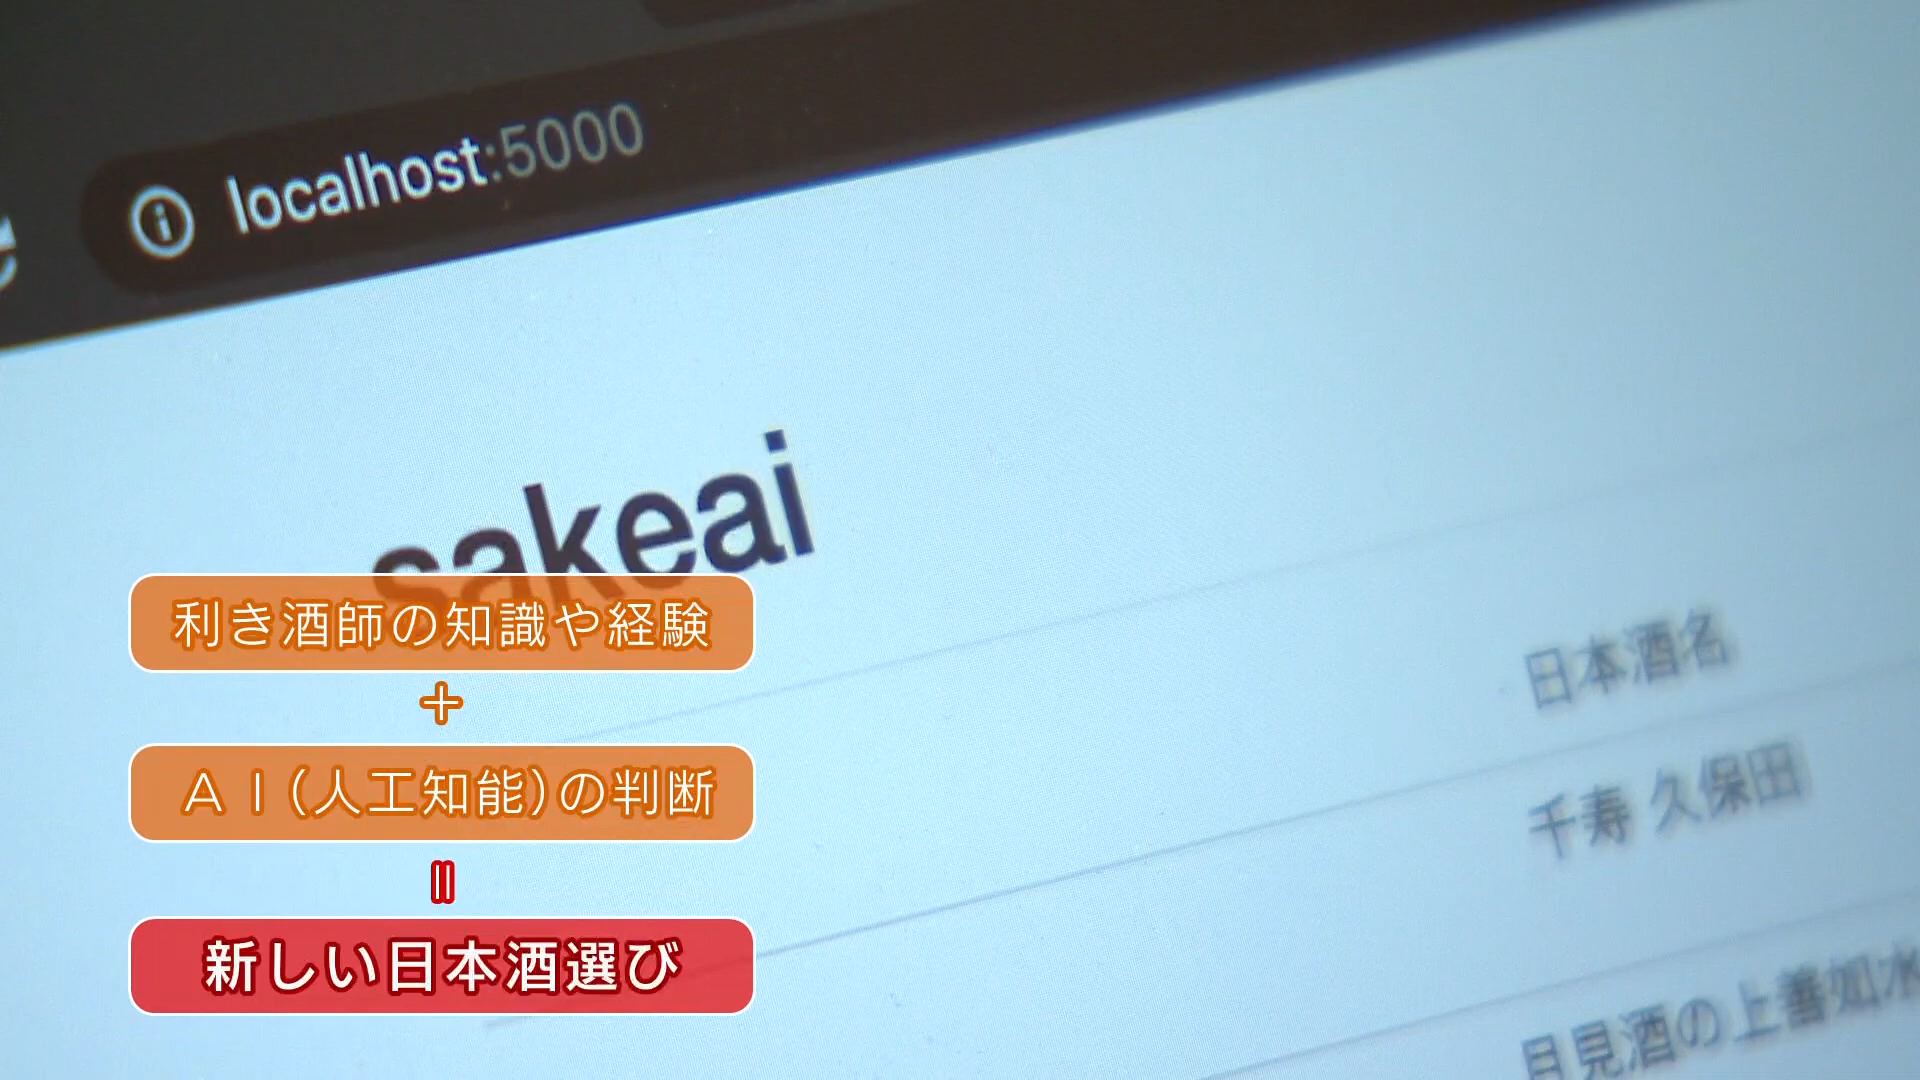 localhost:5000
sakeai
利き酒師の知識や経験
＋
ＡＩ(人工知能)の判断
＝
新しい日本酒選び
日本酒名
千寿 久保田
月見酒の上善如水